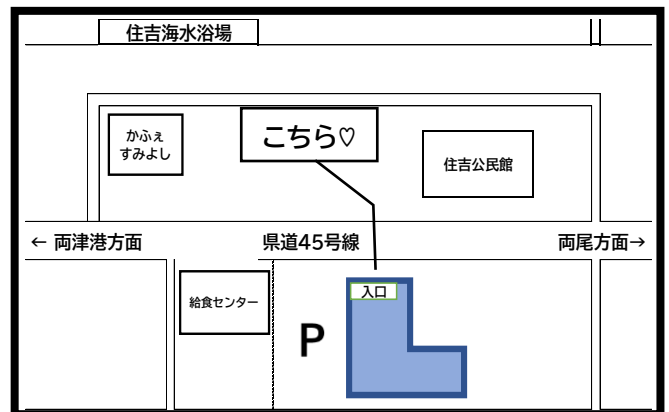 住吉海水浴場
かふぇ
すみよし
こちら♡
住吉公民館
← 両津港方面
県道45号線
両尾方面→
給食センター
入口
P